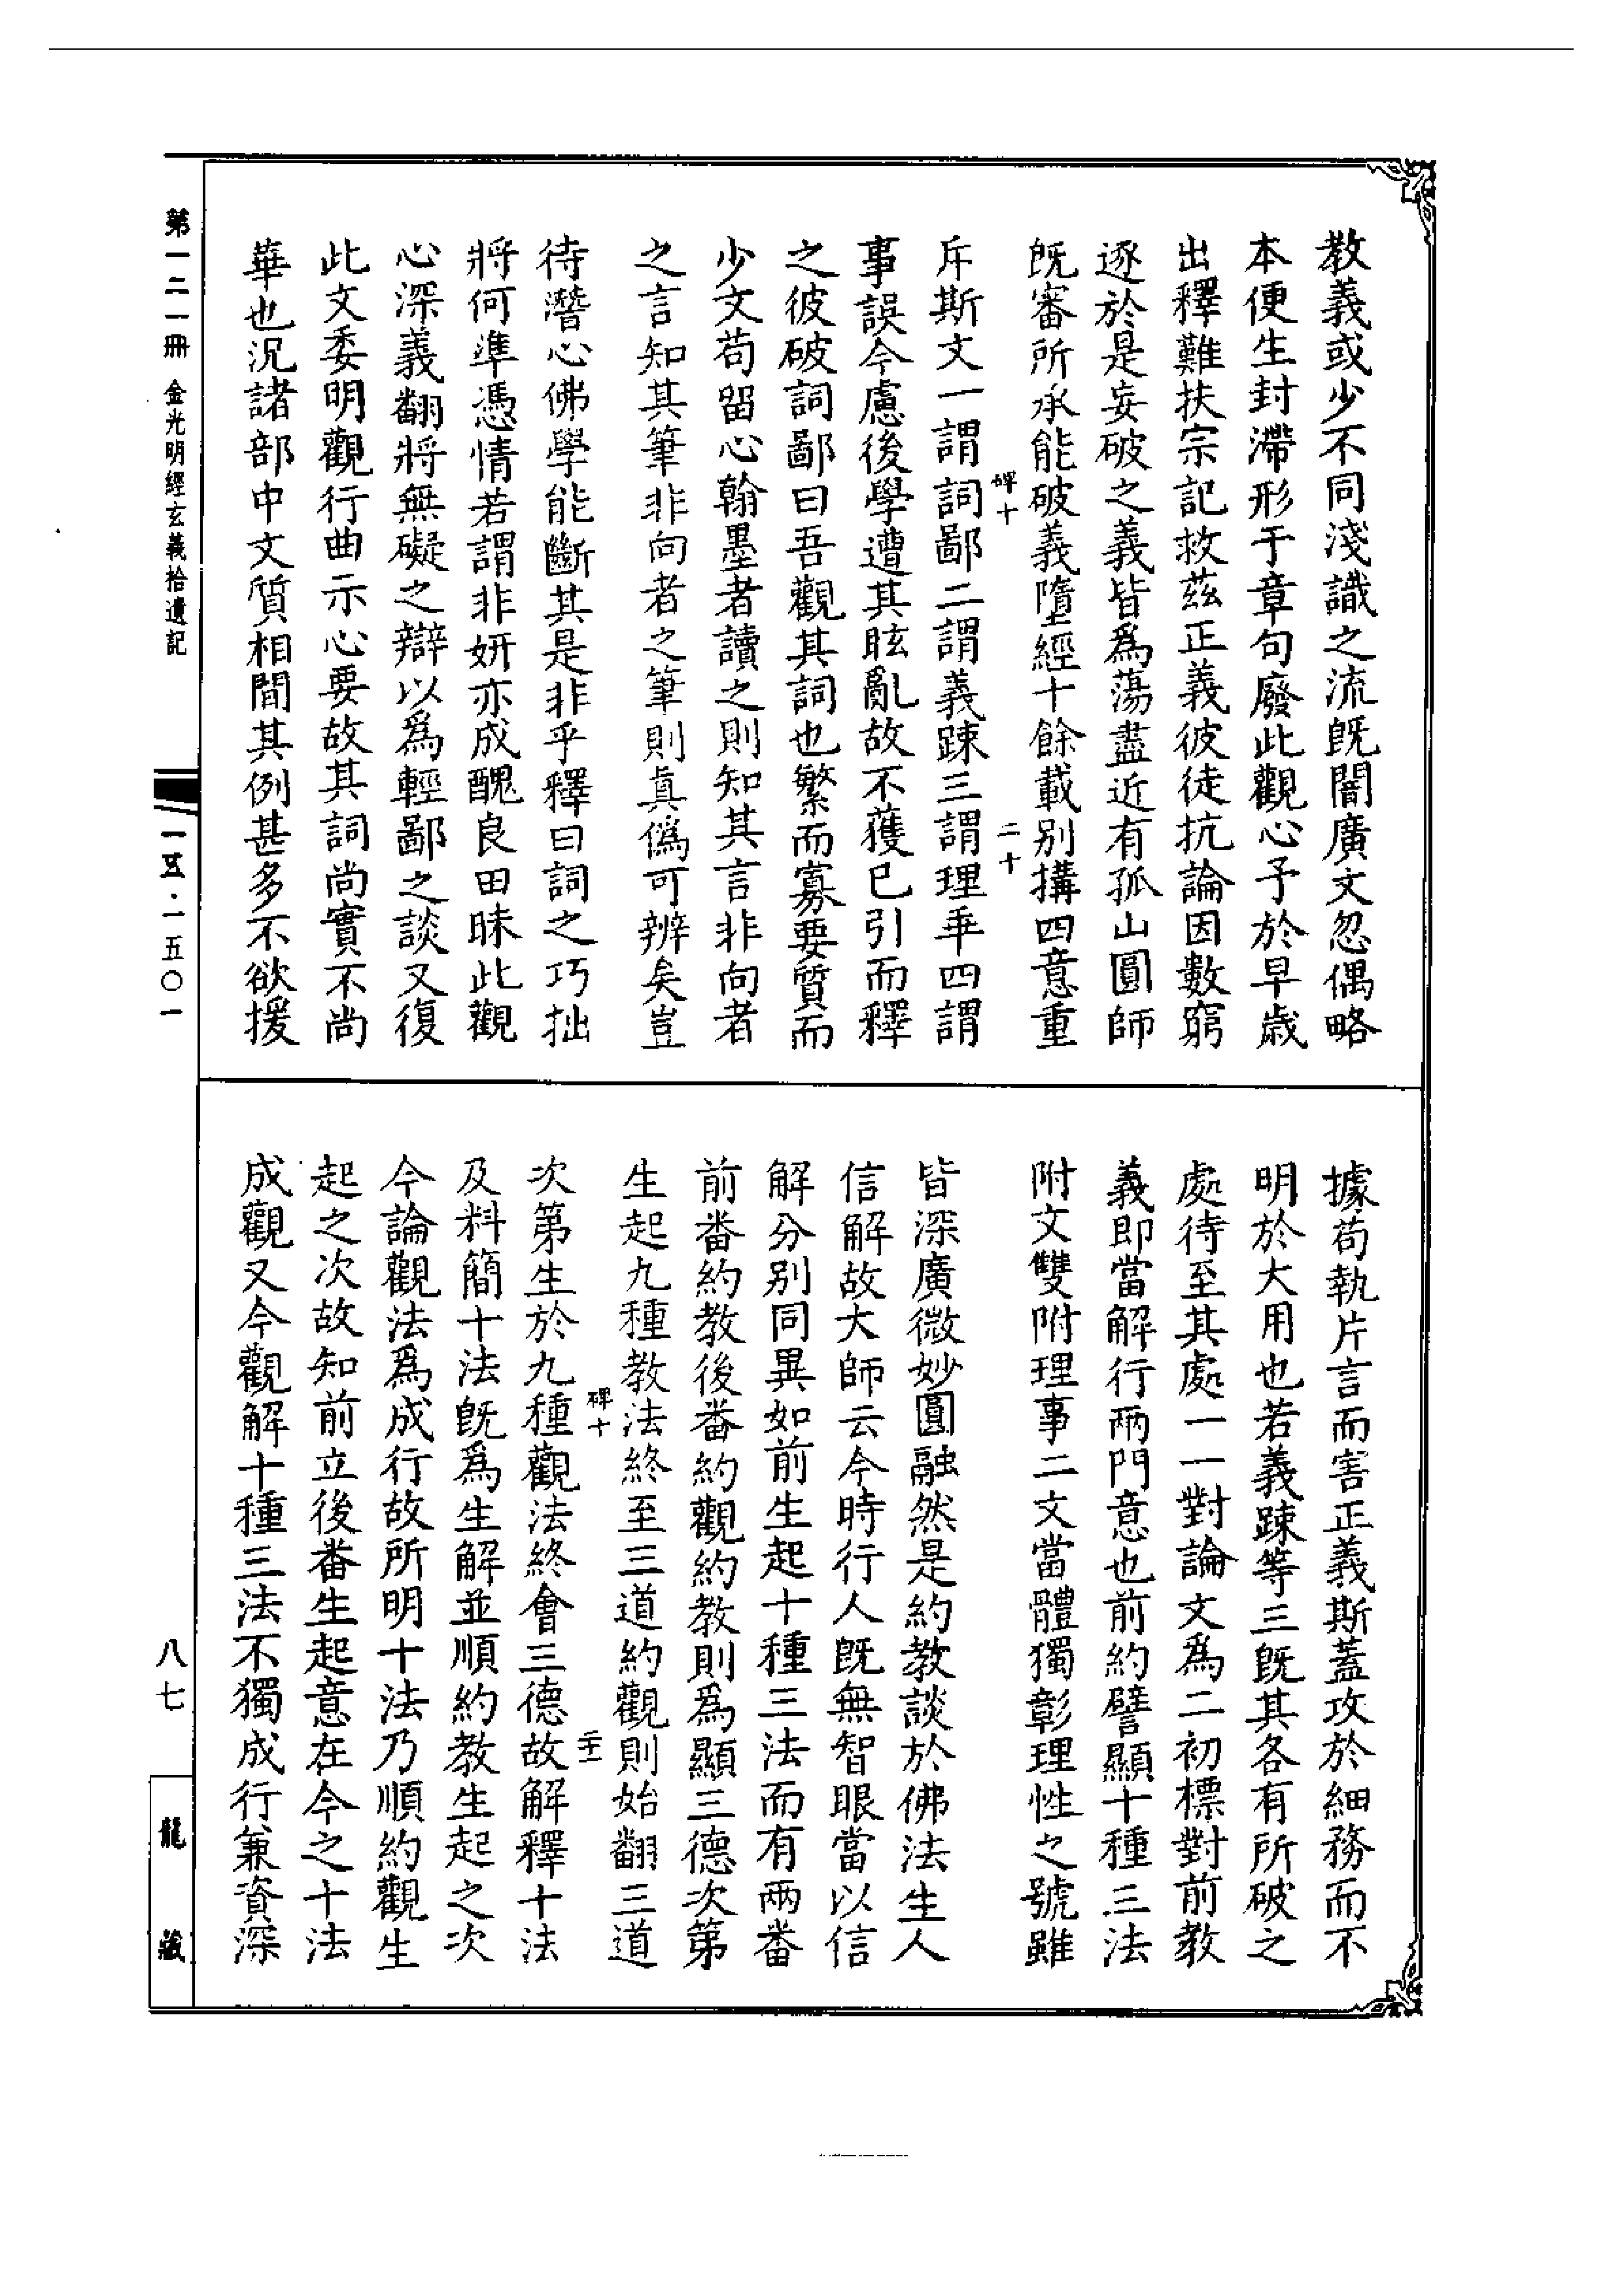 教義或少不同淺識之流既闇廣文忽偶略
本便生封滯形于章句廢此觀心予於早歲
出釋難扶宗記救茲正義彼徒抗論因數窮
逐於是妄破之義皆為蕩盡近有孤山圓師
既審所承能破義墮經十餘載別搆四意重
碑十
二十
斥斯文一謂詞鄙二謂義踈三謂理乖四謂
事誤今慮後學遭其眩亂故不獲已引而釋
之彼破詞鄙曰吾觀其詞也繁而寡要質而
少文苟留心翰墨者讀之則知其言非向者
之言知其筆非向者之筆則真偽可辨矣豈
待潛心佛學能斷其是非乎釋曰詞之巧拙
將何準憑情若謂非妍亦成醜良田昧此觀
心深義翻將無礙之辯以為輕鄙之談又復
此文委明觀行曲示心要故其詞尚實不尚
華也況諸部中文質相間其例甚多不欲援
據苟執片言而害正義斯蓋攻於細務而不
明於大用也若義踈等三既其各有所破之
處待至其處一一對論文為二初標對前教
義即當解行兩門意也前約譬顯十種三法
附文雙附理事二文當體獨彰理性之號雖
皆深廣微妙圓融然是約教談於佛法生人
信解故大師云今時行人既無智眼當以信
解分別同異如前生起十種三法而有兩番
前番約教後番約觀約教則為顯三德次第
生起九種教法終至三道約觀則始翻三道
碑十
二十一
次第生於九種觀法終會三德故解釋十法
及料簡十法既為生解並順約教生起之次
今論觀法為成行故所明十法乃順約觀生
起之次故知前立後番生起意在今之十法
成觀又今觀解十種三法不獨成行兼資深
第一二一冊 金光明經玄義拾遺記
一五・一五〇一
八七
龍藏